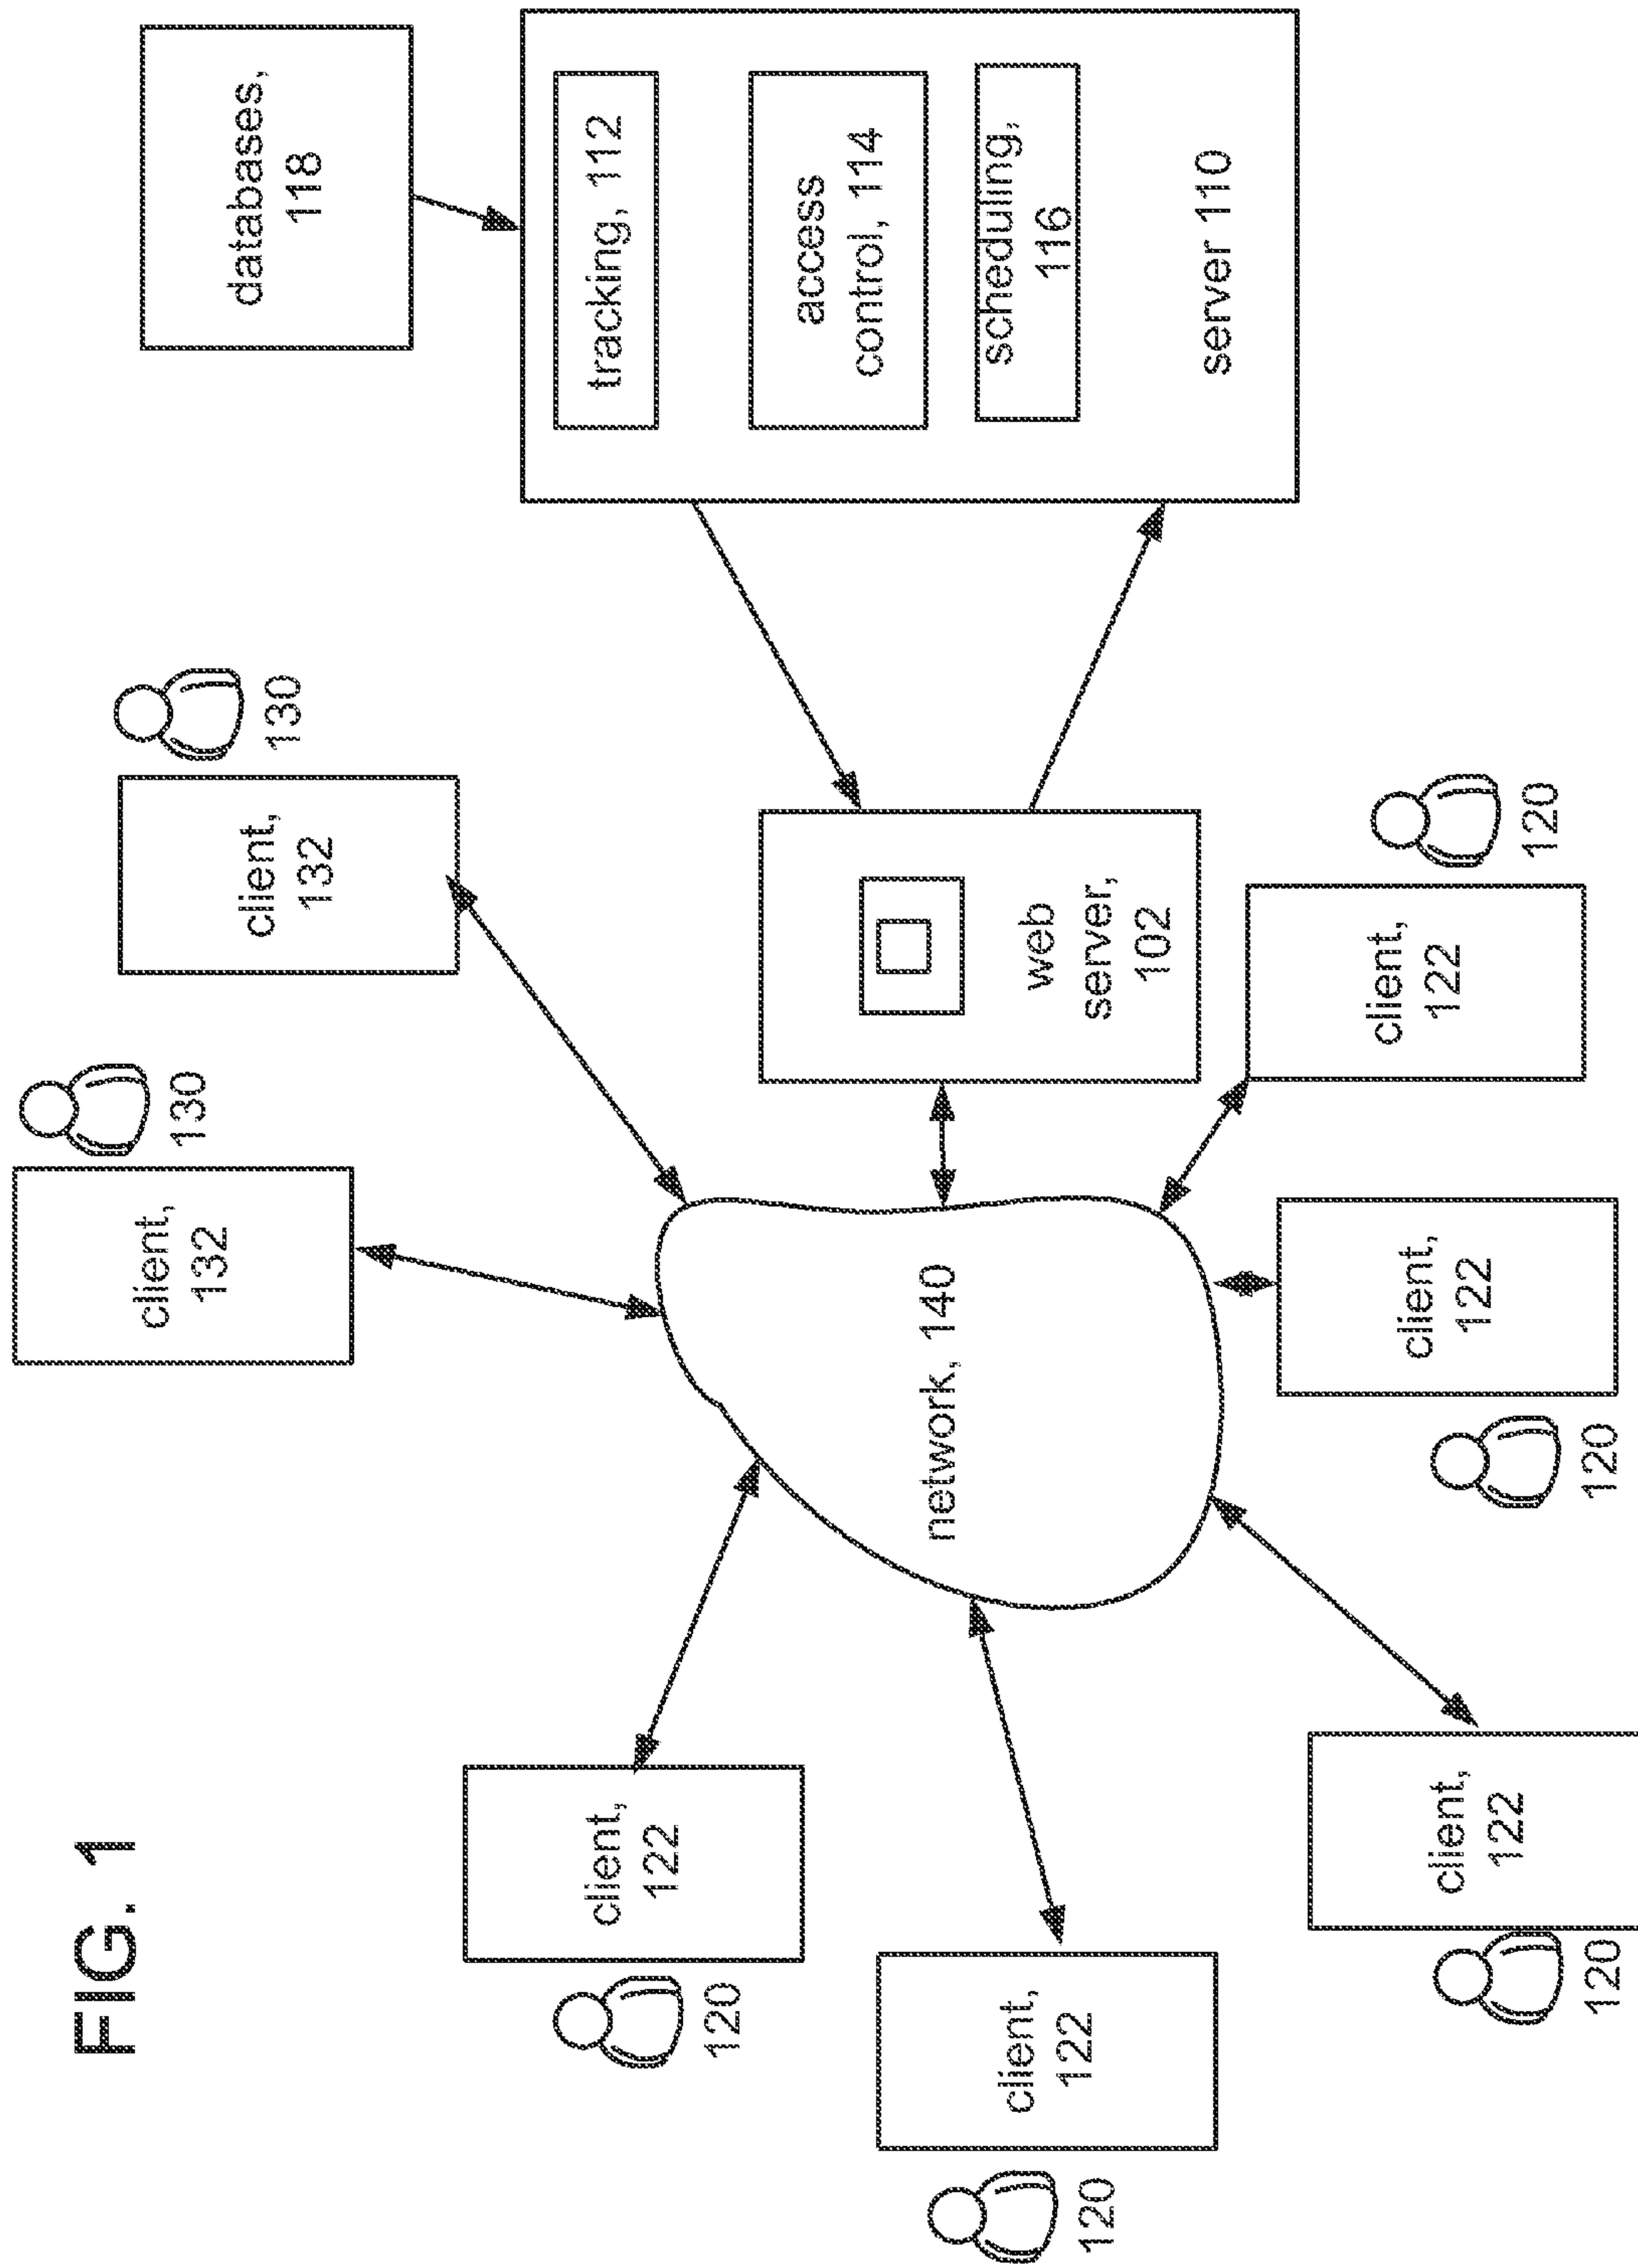 FIG. 1
client,
132
130
client,
132
130
databases,
118
client,
122
120
tracking, 112
access
control, 114
scheduling,
116
server 110
network, 140
web
server,
102
client,
122
120
client,
122
120
client,
122
120
client,
122
120